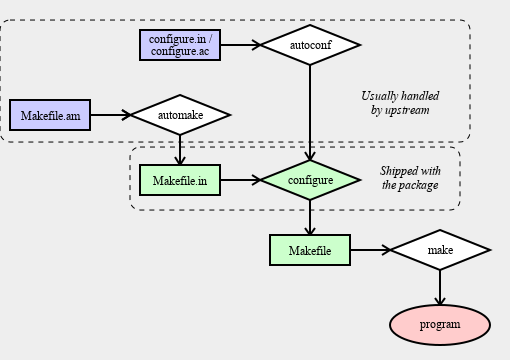 configure.in /
configure.ac
autoconf
Usually handled
by upstream
Makefile.am
automake
Makefile.in
configure
Shipped with
the package
Makefile
make
program